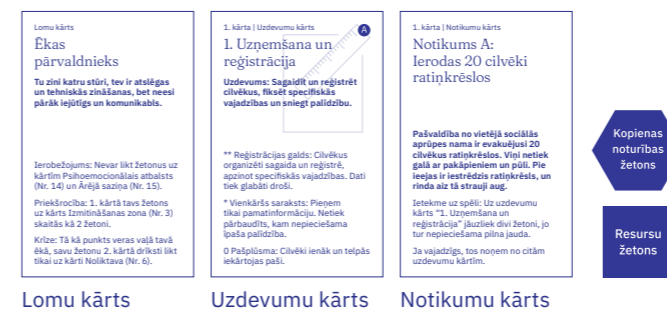 Lomu kārts
Ēkas
pārvaldnieks
Tu zini katru stūri, tev ir atslēgas
un tehniskās zināšanas, bet neesi
pārāk iejūtīgs un komunikabls.
Ierobežojums: Nevar likt žetonus uz
kārtīm Psihoemocionālais atbalsts
(Nr. 14) un Ārējā saziņa (Nr. 15).
Priekšrocība: 1. kārtā tavs žetons
uz kārts Izmitināšanas zona (Nr. 3)
skaitās kā 2 žetoni.
Krīze: Tā kā punkts veras vaļā tavā
ēkā, savu žetonu 2. kārtā drīksti likt
tikai uz kārti Noliktava (Nr. 6).
Lomu kārts
1. kārta | Uzdevumu kārts
A
1. Uzņemšana un
reģistrācija
Uzdevums: Sagaidīt un reģistrēt
cilvēkus, fiksēt specifiskās
vajadzības un sniegt palīdzību.
** Reģistrācijas galds: Cilvēkus
organizēti sagaida un reģistrē,
apzinot specifiskās vajadzības. Dati
tiek glabāti droši.
* Vienkāršs saraksts: Pieņem
tikai pamatinformāciju. Netiek
pārbaudīts, kam nepieciešama
īpaša palīdzība.
0 Pašplūsma: Cilvēki ienāk un telpās
iekārtojas paši.
Uzdevumu kārts
1. kārta | Notikumu kārts
Notikums A:
Ierodas 20 cilvēki
ratiņkrēslos
Pašvaldība no vietējā sociālās
aprūpes nama ir evakuējusi 20
cilvēkus ratiņkrēslos. Viņi netiek
galā ar pakāpieniem un pūli. Pie
ieejas ir iestrēdzis ratiņkrēsls, un
rinda aiz tā strauji aug.
Ietekme uz spēli: Uz uzdevumu
kārts “1. Uzņemšana un
reģistrācija” jāuzliek divi žetoni, jo
tur nepieciešama pilna jauda.
Ja vajadzīgs, tos noņem no citām
uzdevumu kārtīm.
Notikumu kārts
Kopienas
noturības
žetons
Resursu
žetons